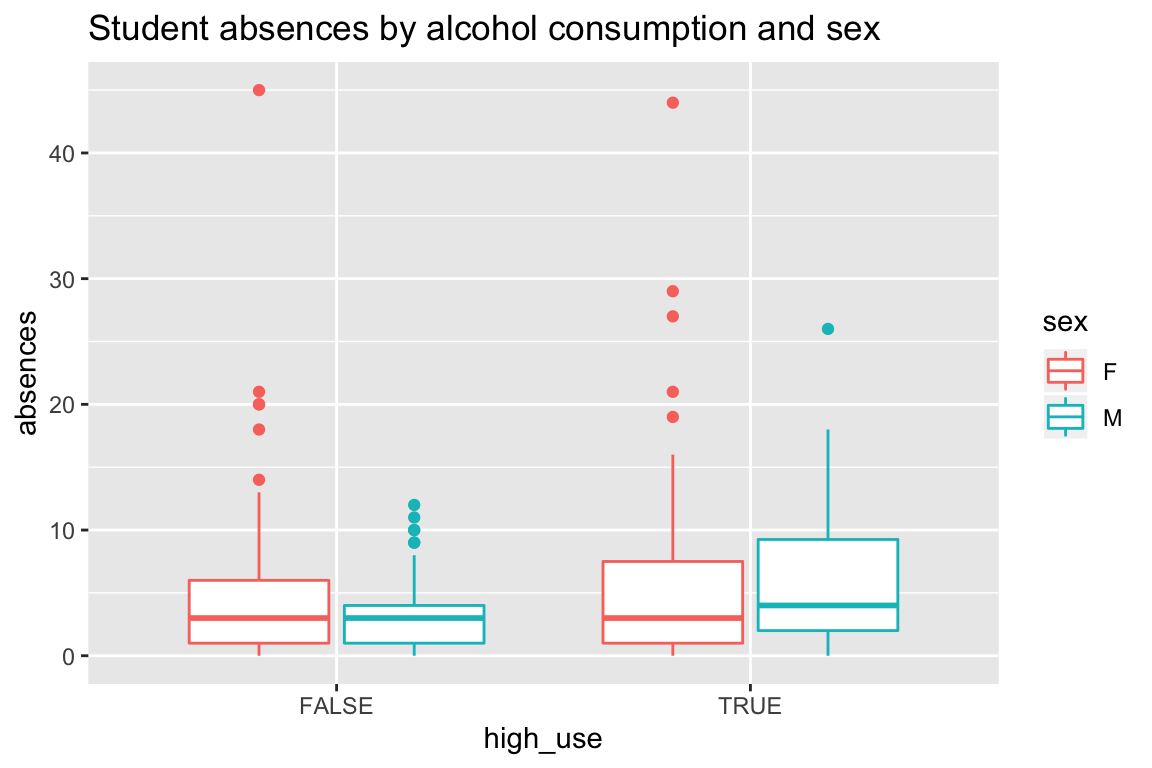 Student absences by alcohol consumption and sex
absences
40
30
20
10
0
FALSE TRUE
high_use
sex
F
M